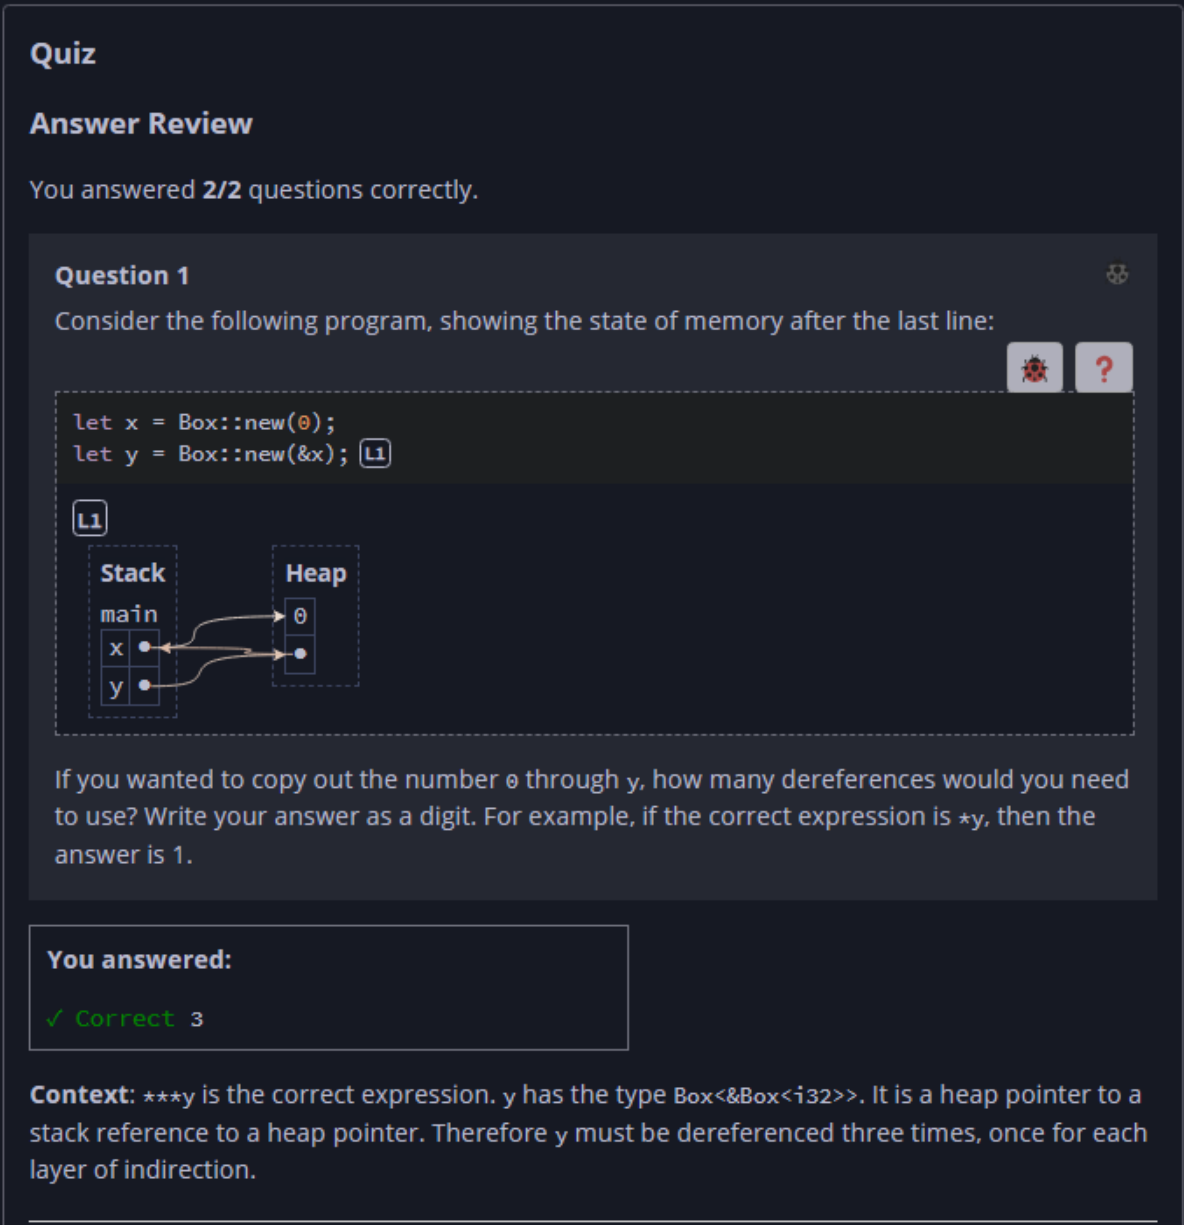 Quiz
Answer Review
You answered 2/2 questions correctly.
Question 1
Consider the following program, showing the state of memory after the last line:
?
let x = Box::new(0);
let y = Box::new(&x); L1
L1
Stack Heap
main 0
x
y
If you wanted to copy out the number 0 through y, how many dereferences would you need
to use? Write your answer as a digit. For example, if the correct expression is *y, then the
answer is 1.
You answered:
✓ Correct 3
Context: ***y is the correct expression. y has the type Box<&Box<i32>>. It is a heap pointer to a
stack reference to a heap pointer. Therefore y must be dereferenced three times, once for each
layer of indirection.